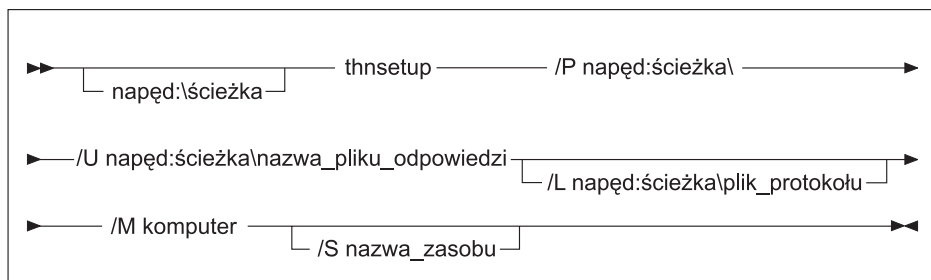 thnsetup /P napęd:ścieżka\
napęd:\ścieżka
/U napęd:ścieżka\nazwa_pliku_odpowiedzi
/L napęd:ścieżka\plik_protokołu
/M komputer
/S nazwa_zasobu